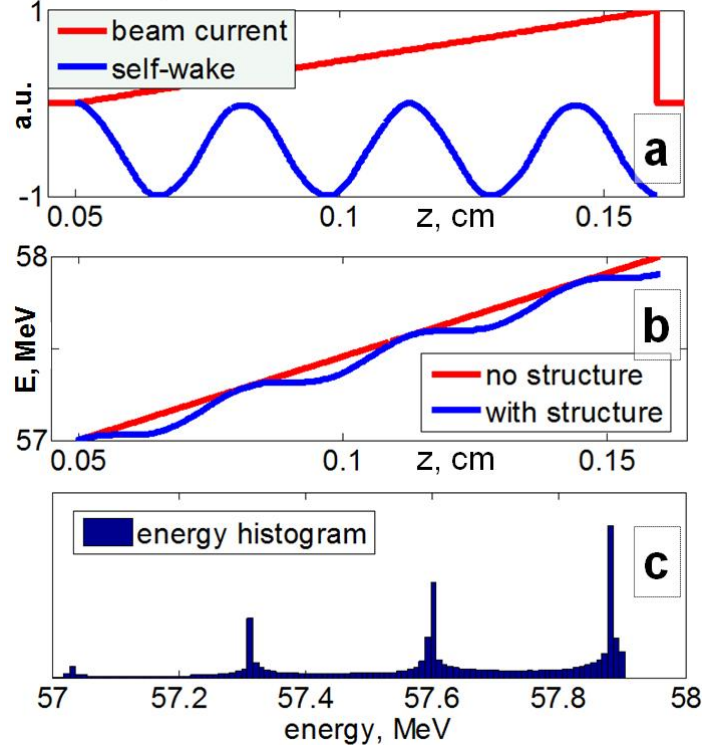 1
beam current
self-wake
a.u.
-1
a
0.05
0.1
z, cm
0.15
58
E, MeV
b
no structure
with structure
57
0.05
0.1
z, cm
0.15
energy histogram
c
57
57.2
57.4
57.6
57.8
58
energy, MeV